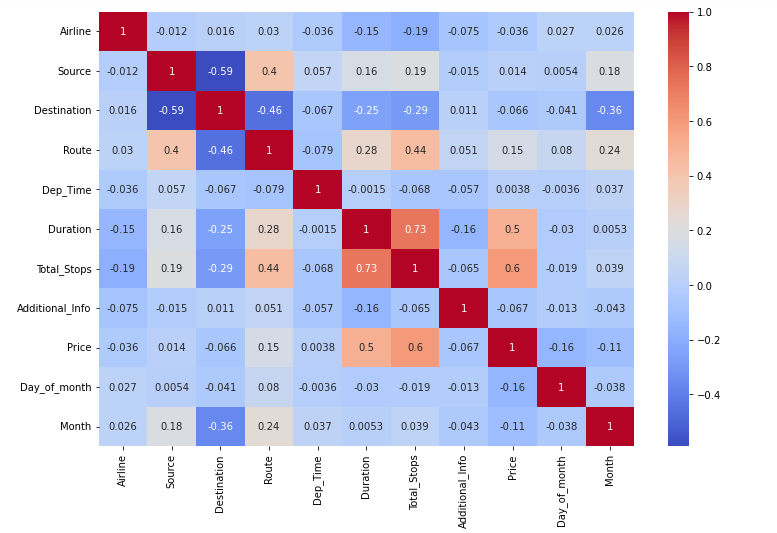 Airline 1 -0.012 0.016 0.03 -0.036 -0.15 -0.19 -0.075 -0.036 0.027 0.026
Source -0.012 1 -0.59 0.4 0.057 0.16 0.19 -0.015 0.014 0.0054 0.18
Destination 0.016 -0.59 1 -0.46 -0.067 -0.25 -0.29 0.011 -0.066 -0.041 -0.36
Route 0.03 0.4 -0.46 1 -0.079 0.28 0.44 0.051 0.15 0.08 0.24
Dep_Time -0.036 0.057 -0.067 -0.079 1 -0.0015 -0.068 -0.057 0.0038 -0.0036 0.037
Duration -0.15 0.16 -0.25 0.28 -0.0015 1 0.73 -0.16 0.5 -0.03 0.0053
Total_Stops -0.19 0.19 -0.29 0.44 -0.068 0.73 1 -0.065 0.6 -0.019 0.039
Additional_Info -0.075 -0.015 0.011 0.051 -0.057 -0.16 -0.065 1 -0.067 -0.013 -0.043
Price -0.036 0.014 -0.066 0.15 0.0038 0.5 0.6 -0.067 1 -0.16 -0.11
Day_of_month 0.027 0.0054 -0.041 0.08 -0.0036 -0.03 -0.019 -0.013 -0.16 1 -0.038
Month 0.026 0.18 -0.36 0.24 0.037 0.0053 0.039 -0.043 -0.11 -0.038 1
Airline Source Destination Route Dep_Time Duration Total_Stops Additional_Info Price Day_of_month Month
1.0
0.8
0.6
0.4
0.2
0.0
−0.2
−0.4